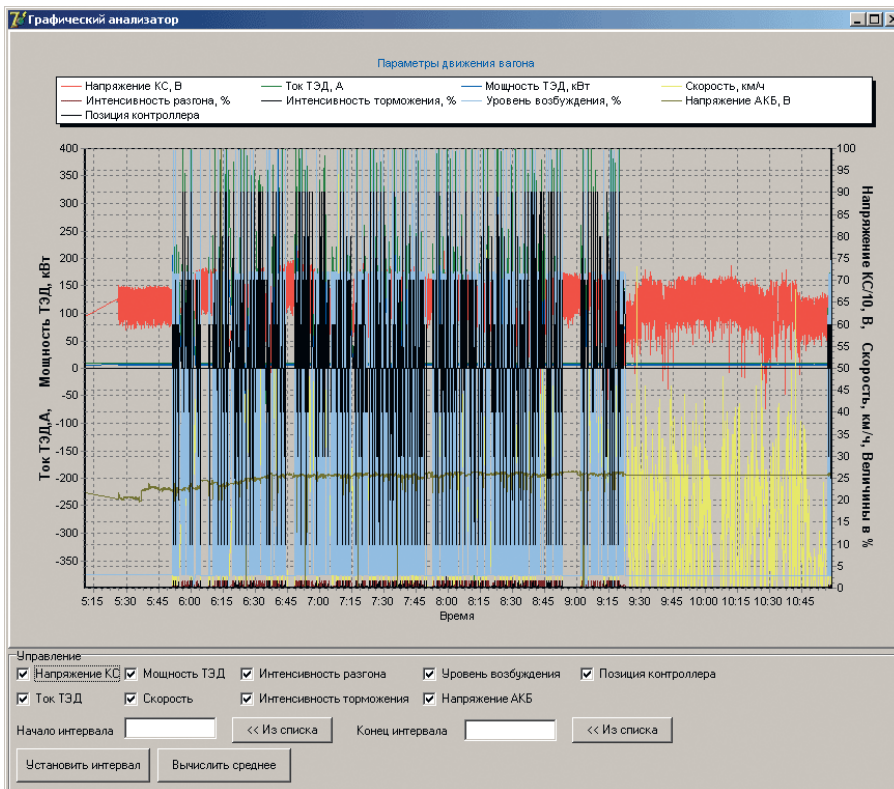 Графический анализатор
Параметры движения вагона
Напряжение КС, В
Ток ТЭД, А
Мощность ТЭД, кВт
Скорость, км/ч
Интенсивность разгона, %
Интенсивность торможения, %
Уровень возбуждения, %
Напряжение АКБ, В
Позиция контроллера
Ток ТЭД,А, Мощность ТЭД, кВт
400
350
300
250
200
150
100
50
0
-50
-100
-150
-200
-250
-300
-350
100
95
90
85
80
75
70
65
60
55
50
45
40
35
30
25
20
15
10
5
0
Напряжение КС/10, В, Скорость, км/ч, Величины в %
5:15 5:30 5:45 6:00 6:15 6:30 6:45 7:00 7:15 7:30 7:45 8:00 8:15 8:30 8:45 9:00 9:15 9:30 9:45 10:00 10:15 10:30 10:45
Время
Управление
Напряжение КС Мощность ТЭД Интенсивность разгона Уровень возбуждения Позиция контроллера
Ток ТЭД Скорость Интенсивность торможения Напряжение АКБ
Начало интервала << Из списка Конец интервала << Из списка
Установить интервал Вычислить среднее